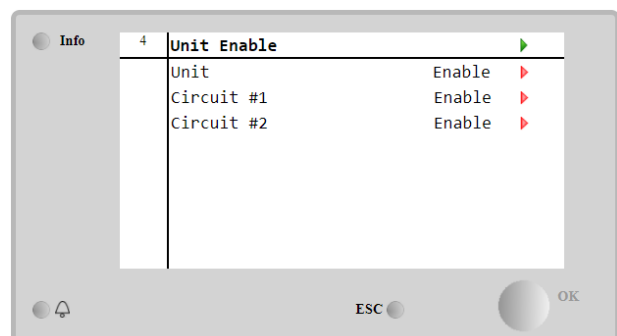 Info
4 Unit Enable
Unit Enable
Circuit #1 Enable
Circuit #2 Enable
ESC
OK